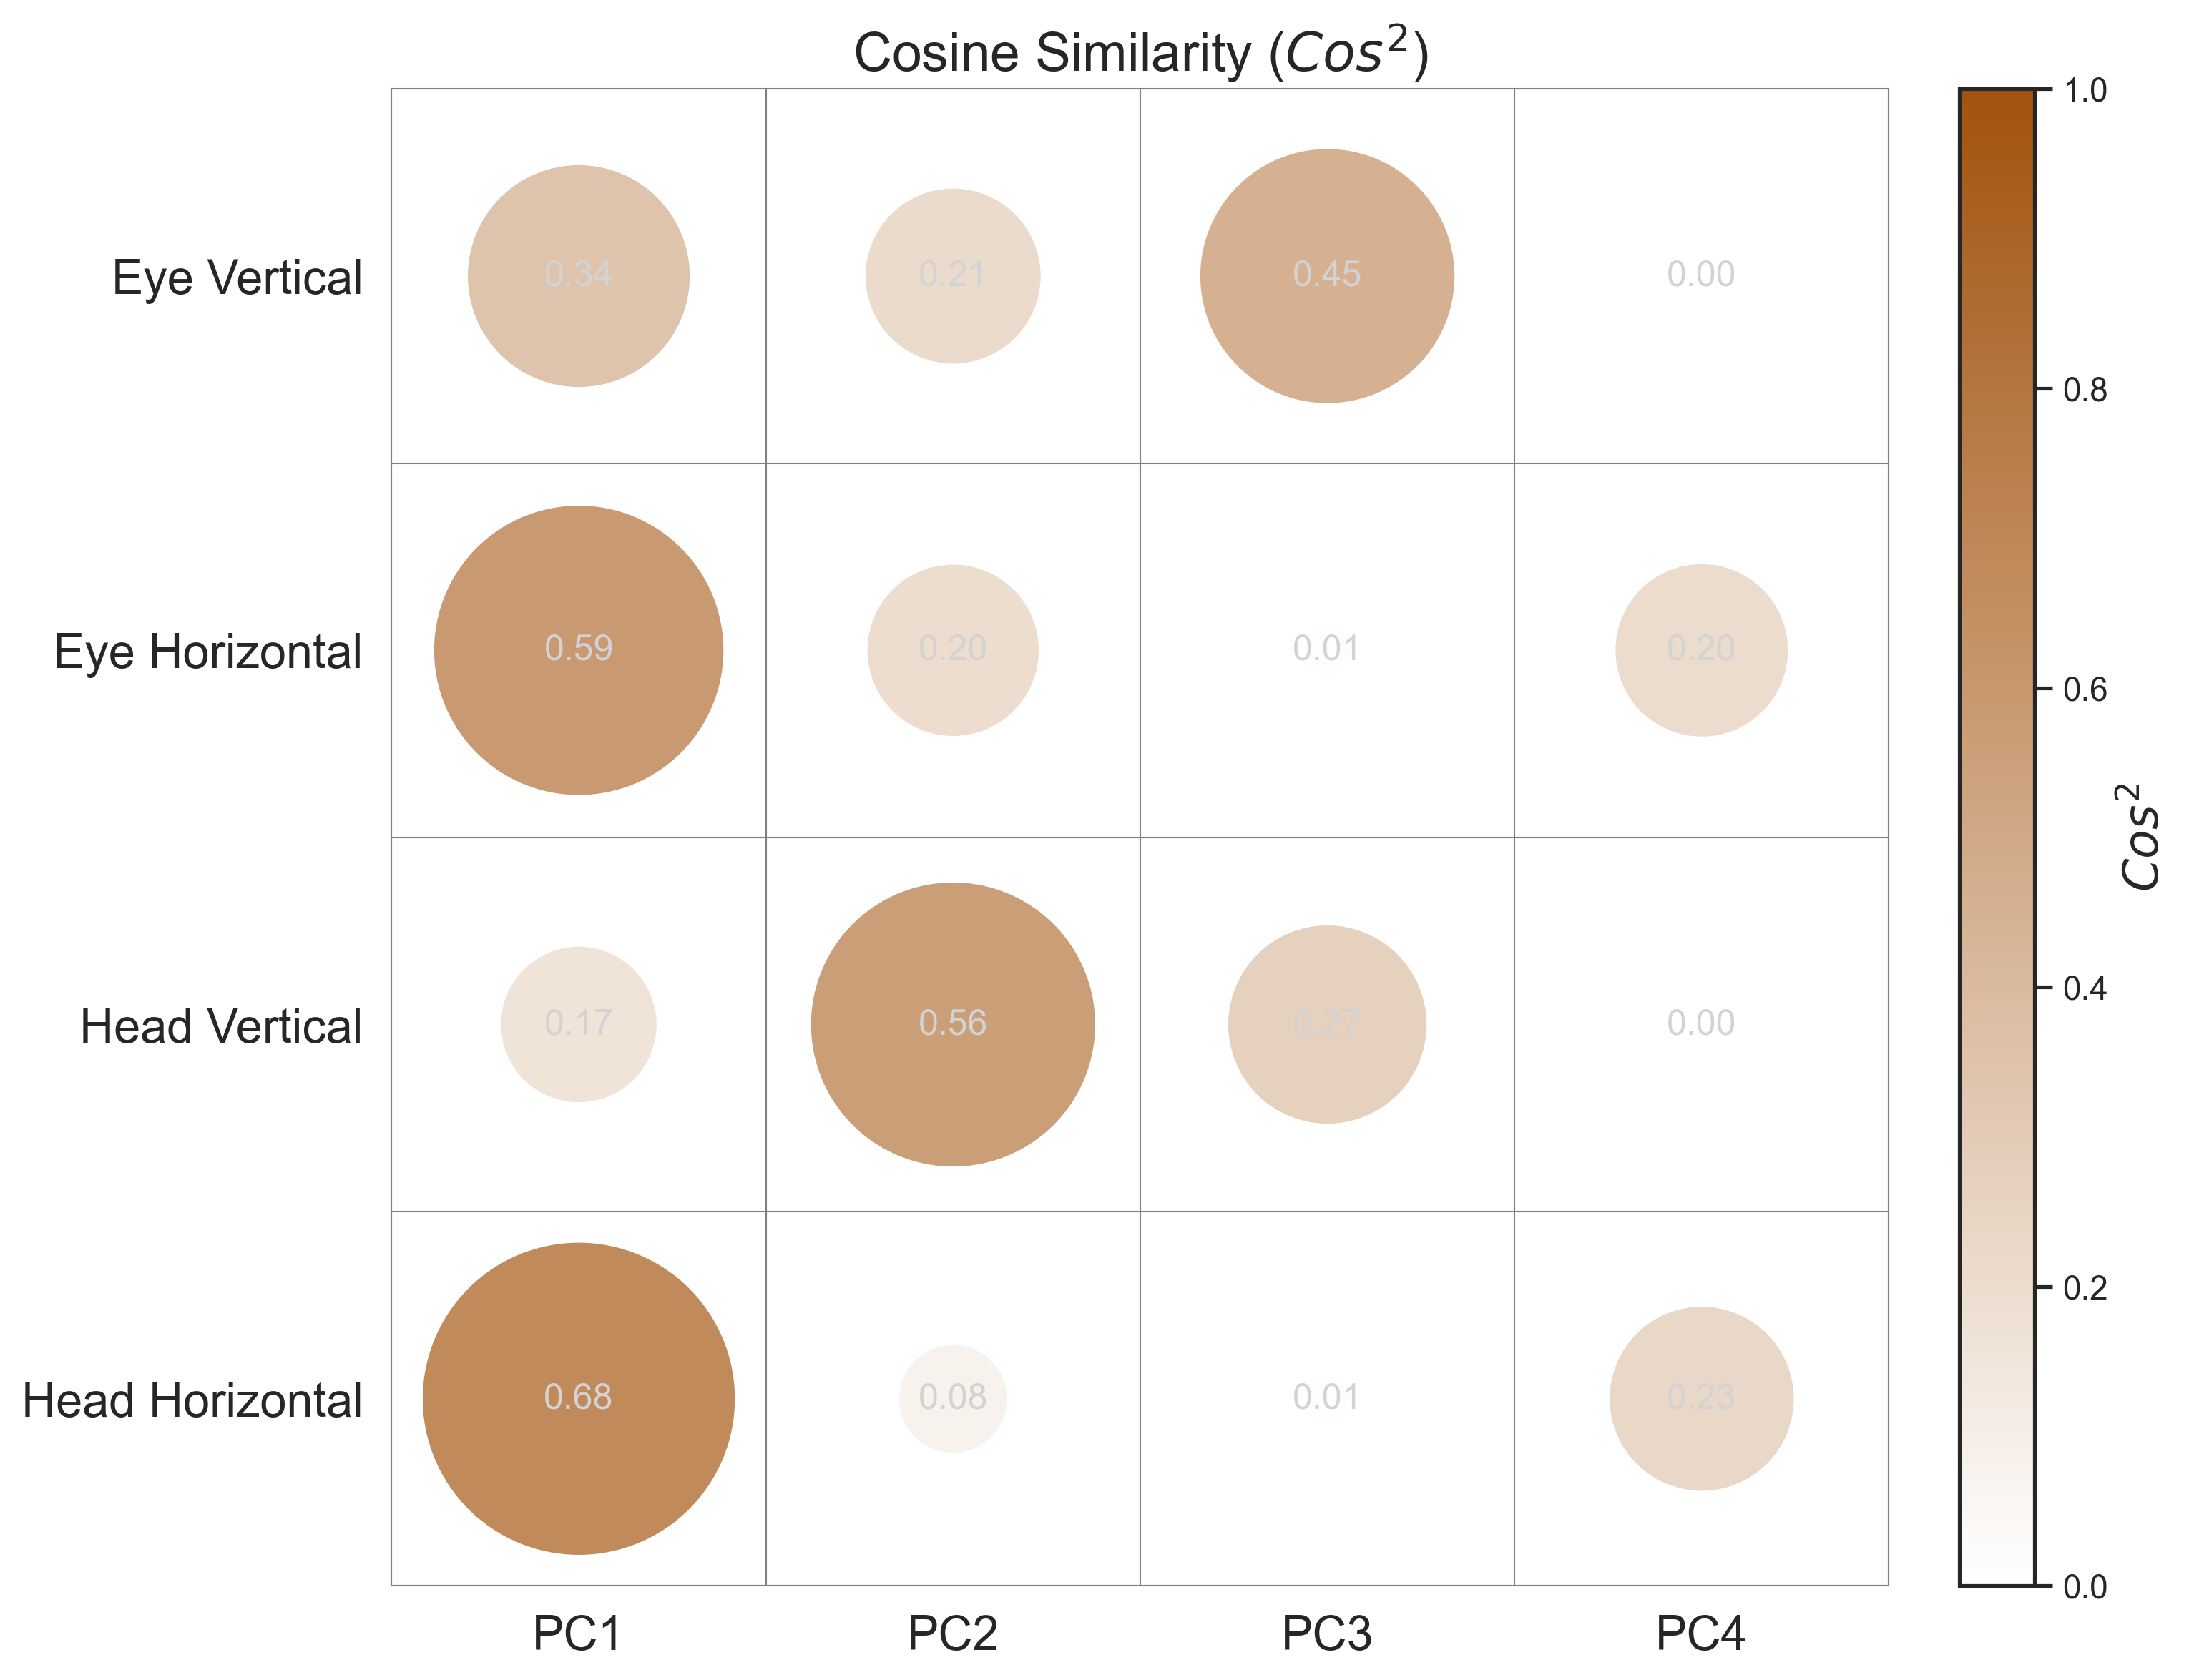 Cosine Similarity (Cos²)
Eye Vertical
0.34
0.21
0.45
0.00
Eye Horizontal
0.59
0.20
0.01
0.20
Head Vertical
0.17
0.56
0.27
0.00
Head Horizontal
0.68
0.08
0.01
0.23
PC1
PC2
PC3
PC4
1.0
0.8
0.6
0.4
0.2
0.0
Cos²